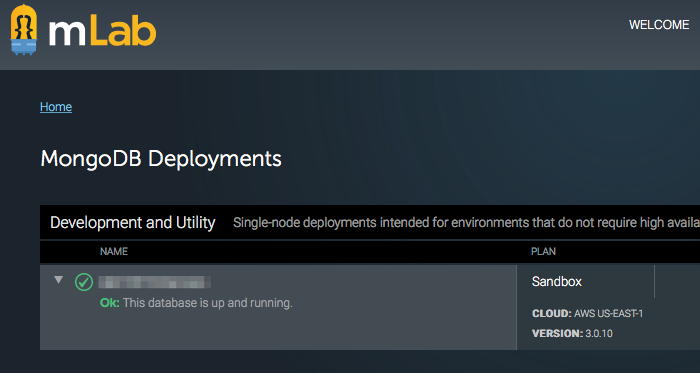 mLab
WELCOME
Home
MongoDB Deployments
Development and Utility Single-node deployments intended for environments that do not require high availa
NAME PLAN
Sandbox
Ok: This database is up and running.
CLOUD: AWS US-EAST-1
VERSION: 3.0.10